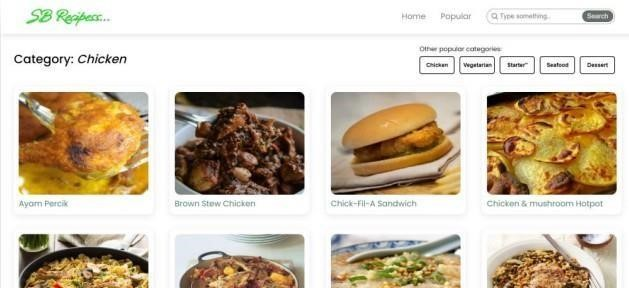 SB Recipess...
Home
Popular
Type something..
Search
Category: Chicken
Other popular categories:
Chicken
Vegetarian
Starter"
Seafood
Dessert
Ayam Percik
Brown Stew Chicken
Chick-Fil-A Sandwich
Chicken & mushroom Hotpot